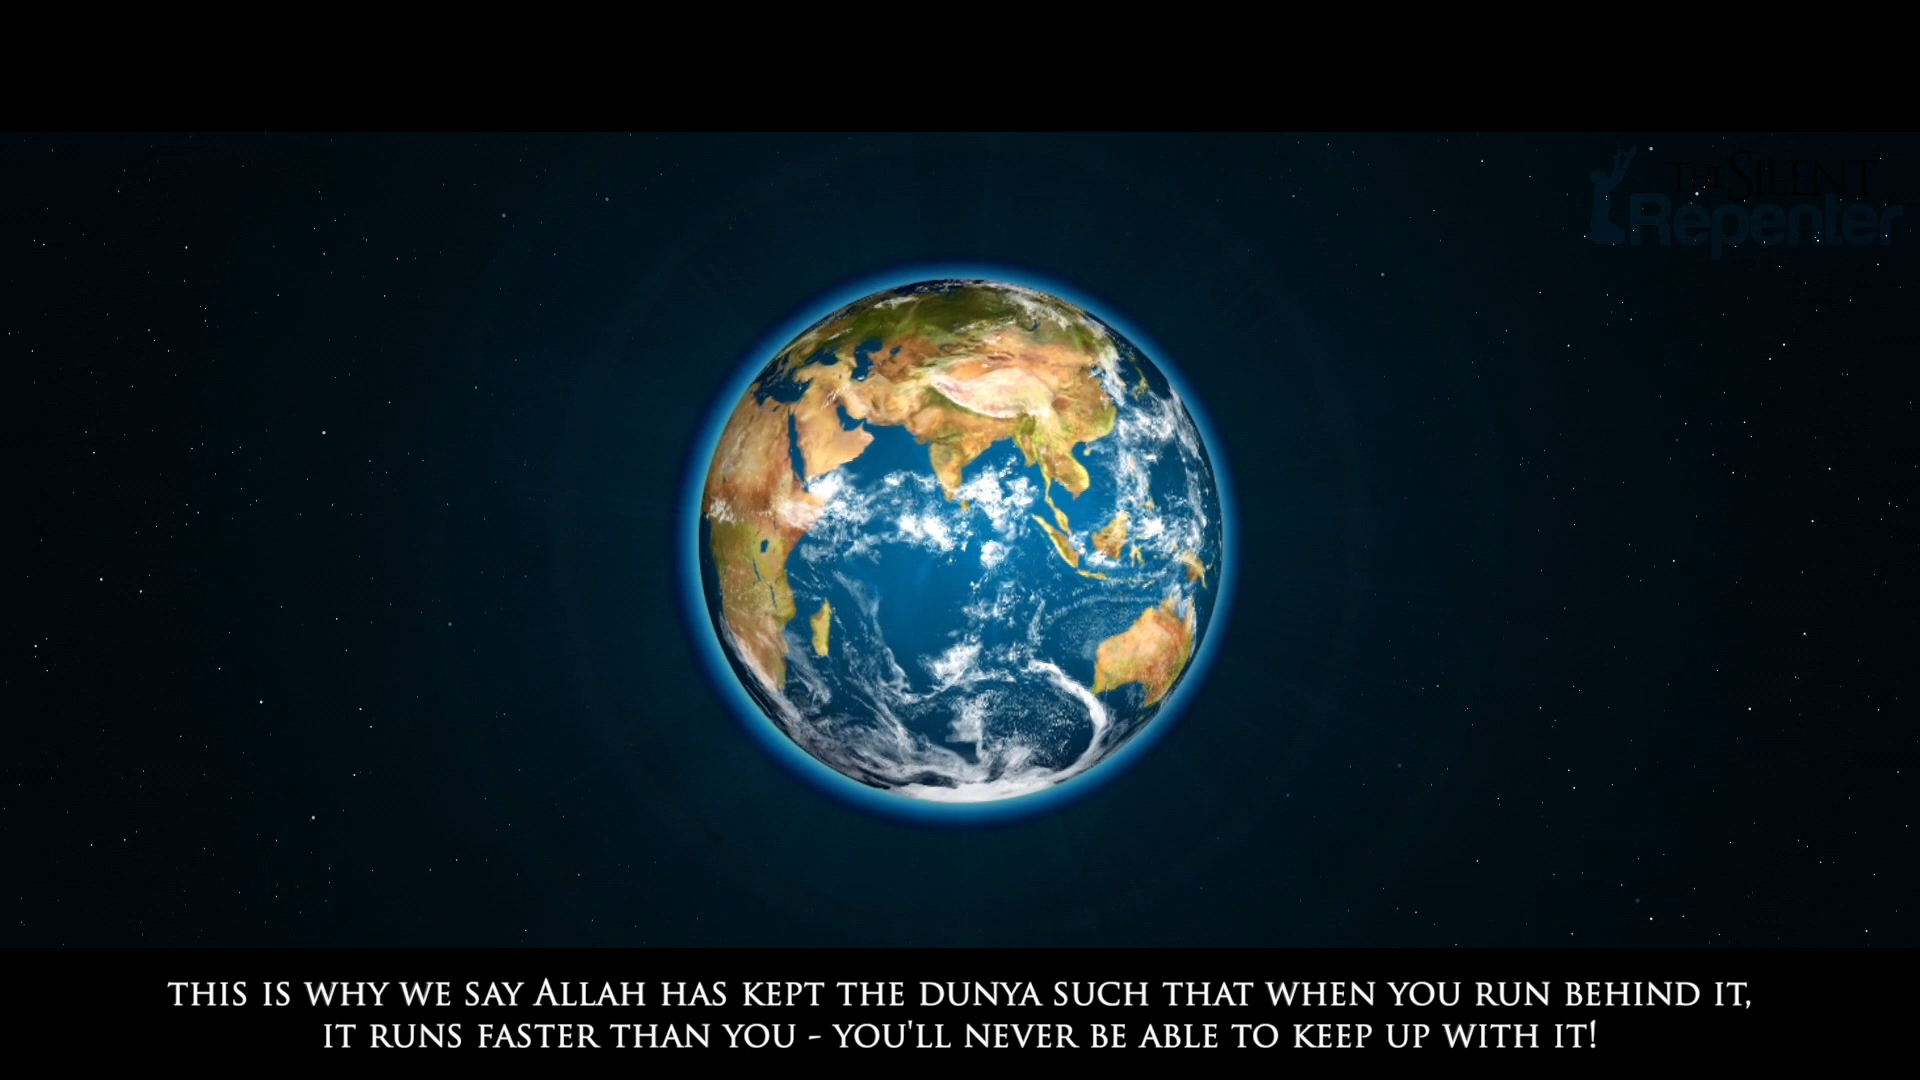 THE SILENT
Repenter
THIS IS WHY WE SAY ALLAH HAS KEPT THE DUNYA SUCH THAT WHEN YOU RUN BEHIND IT,
IT RUNS FASTER THAN YOU - YOU'LL NEVER BE ABLE TO KEEP UP WITH IT!